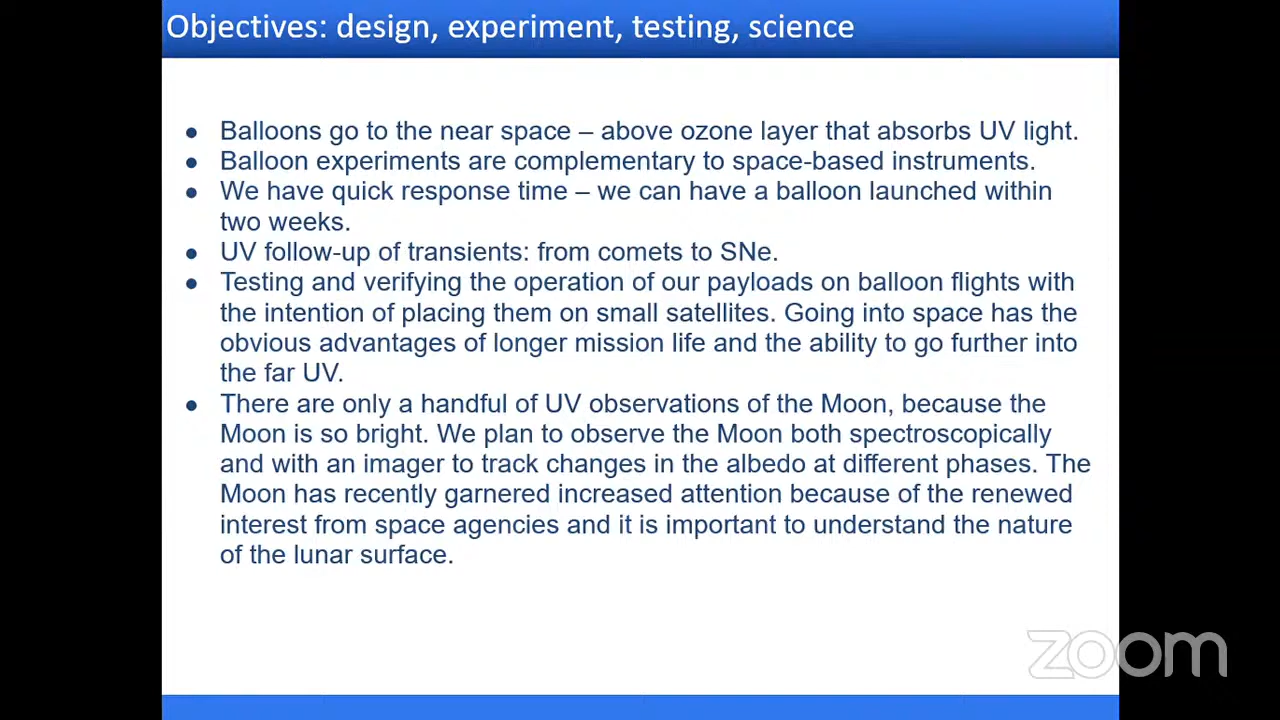 Objectives: design, experiment, testing, science
● Balloons go to the near space – above ozone layer that absorbs UV light.
● Balloon experiments are complementary to space-based instruments.
● We have quick response time – we can have a balloon launched within
two weeks.
● UV follow-up of transients: from comets to SNe.
● Testing and verifying the operation of our payloads on balloon flights with
the intention of placing them on small satellites. Going into space has the
obvious advantages of longer mission life and the ability to go further into
the far UV.
● There are only a handful of UV observations of the Moon, because the
Moon is so bright. We plan to observe the Moon both spectroscopically
and with an imager to track changes in the albedo at different phases. The
Moon has recently garnered increased attention because of the renewed
interest from space agencies and it is important to understand the nature
of the lunar surface.
zoom